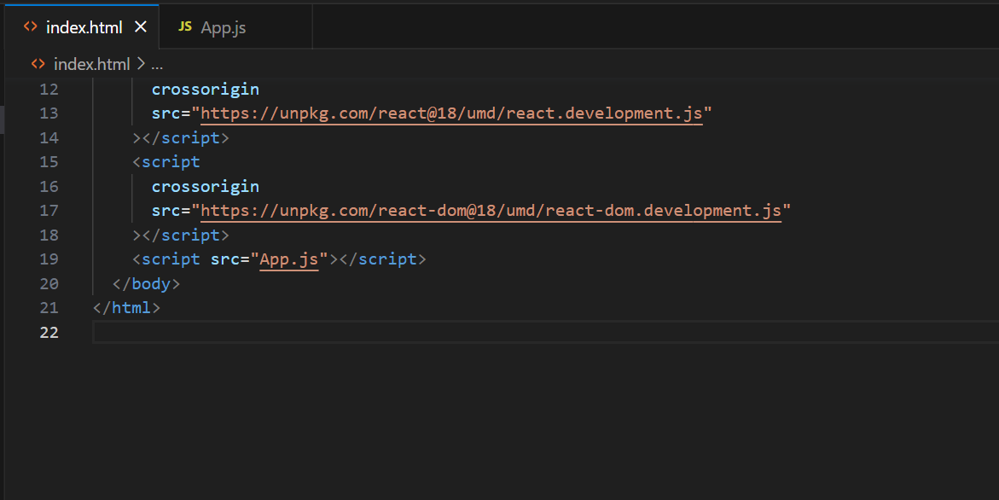 index.html
JS App.js
index.html > ...
12 crossorigin
13 src="https://unpkg.com/react@18/umd/react.development.js"
14 ></script>
15 <script
16 crossorigin
17 src="https://unpkg.com/react-dom@18/umd/react-dom.development.js"
18 ></script>
19 <script src="App.js"></script>
20 </body>
21 </html>
22